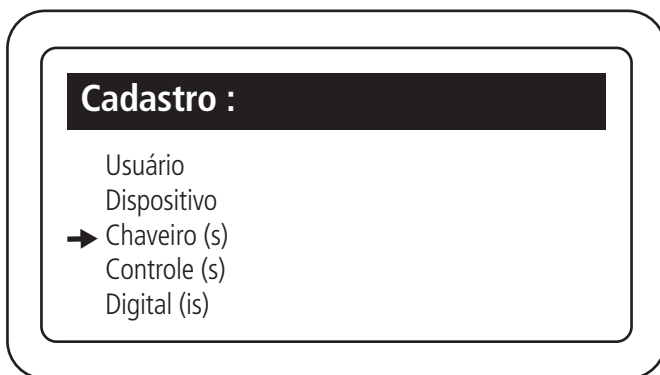 Cadastro :
Usuário
Dispositivo
Chaveiro (s)
Controle (s)
Digital (is)